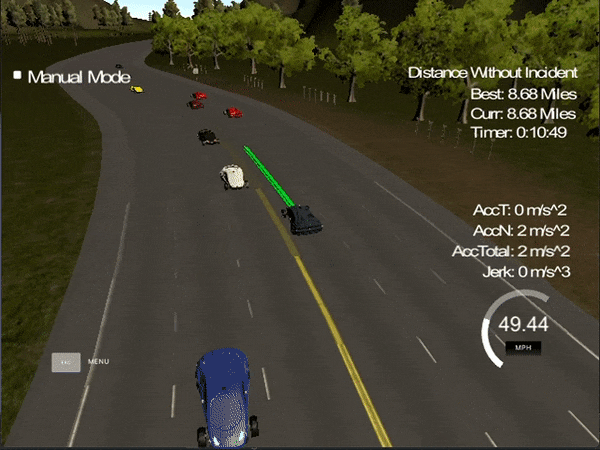 Manual Mode
Distance Without Incident
Best: 8.68 Miles
Curr: 8.68 Miles
Timer: 0:10:49
AccT: 0 m/s^2
AccN: 2 m/s^2
AccTotal: 2 m/s^2
Jerk: 0 m/s^3
49.44
MPH
MENU